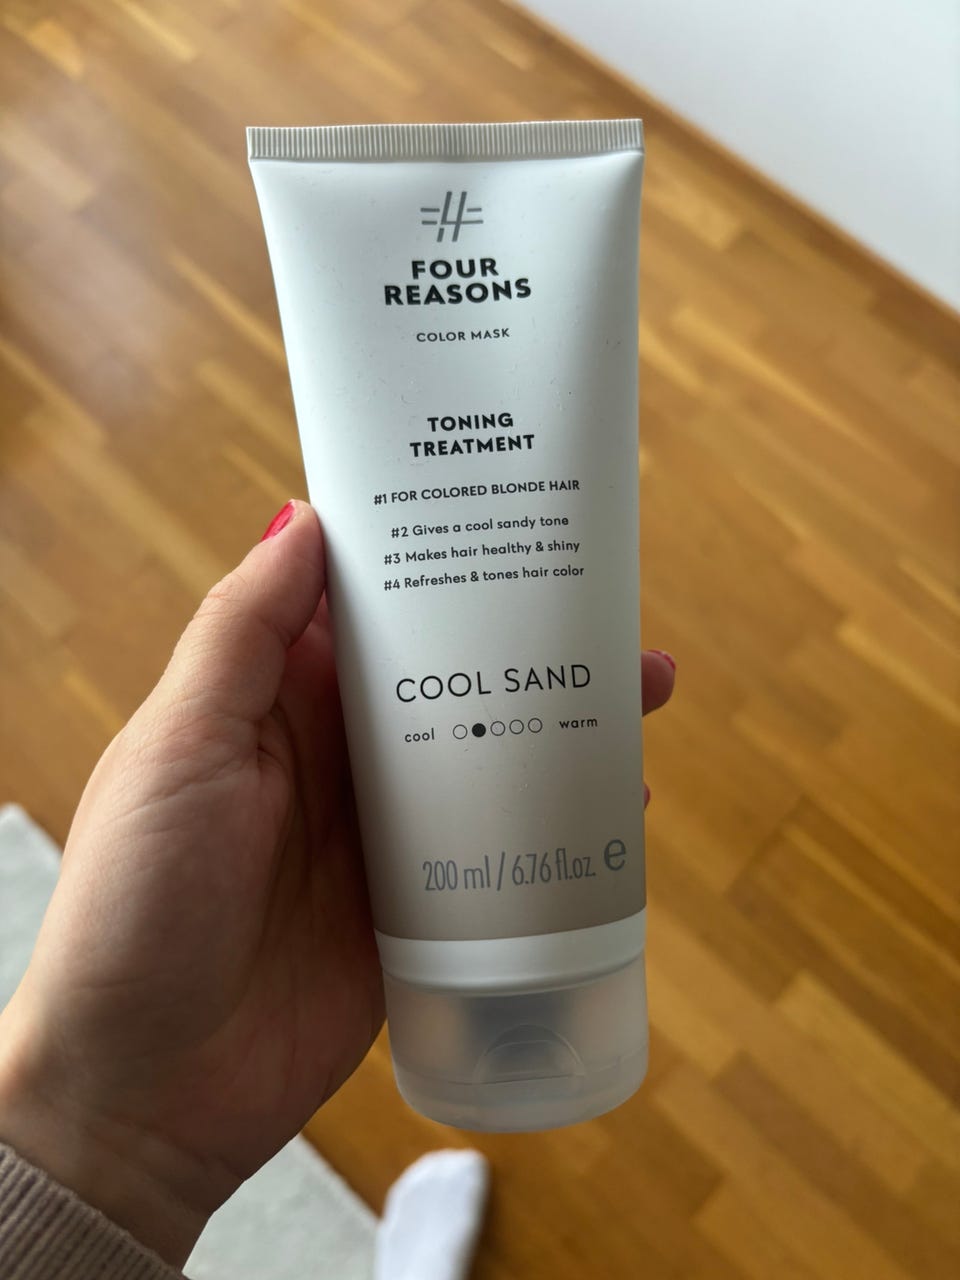 FOUR
REASONS
COLOR MASK
TONING
TREATMENT
#1 FOR COLORED BLONDE HAIR
#2 Gives a cool sandy tone
#3 Makes hair healthy & shiny
#4 Refreshes & tones hair color
COOL SAND
cool warm
200 ml / 6.76 fl.oz. e